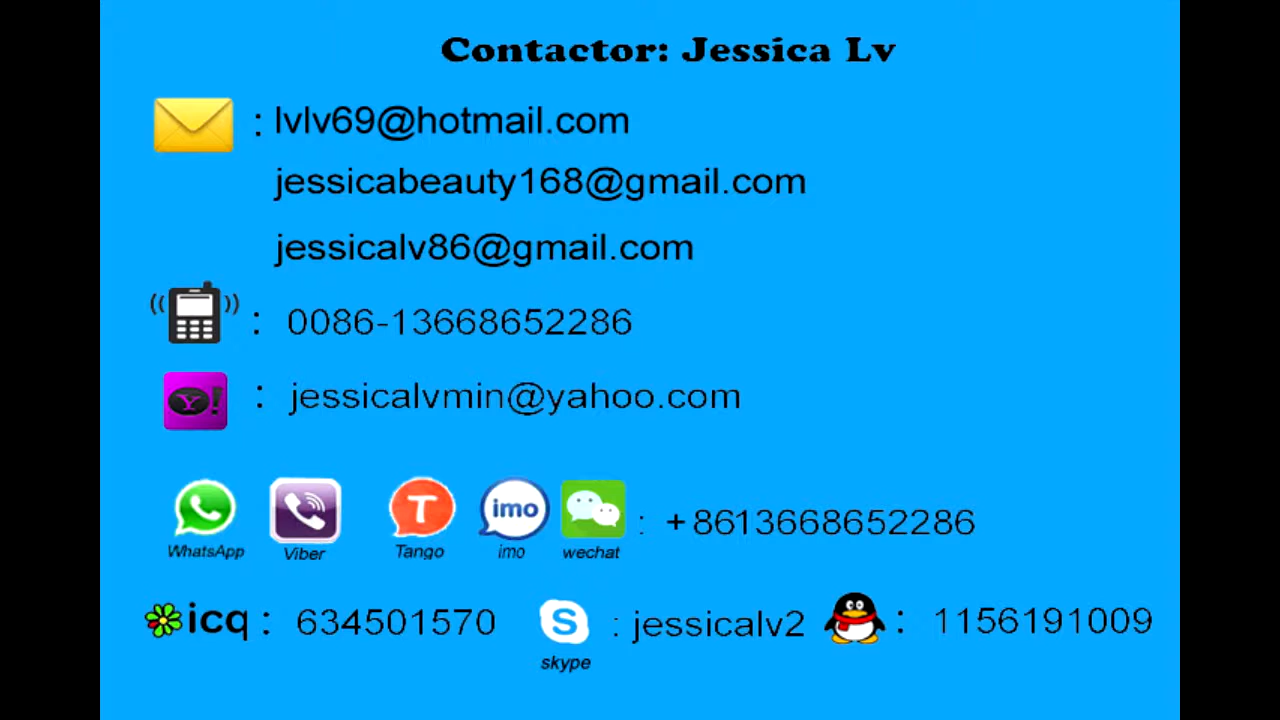 Contactor: Jessica Lv
: lvlv69@hotmail.com
jessicabeauty168@gmail.com
jessicalv86@gmail.com
: 0086-13668652286
Y! : jessicalvmin@yahoo.com
T imo : +8613668652286
WhatsApp Viber Tango imo wechat
icq : 634501570 S : jessicalv2 : 1156191009
skype